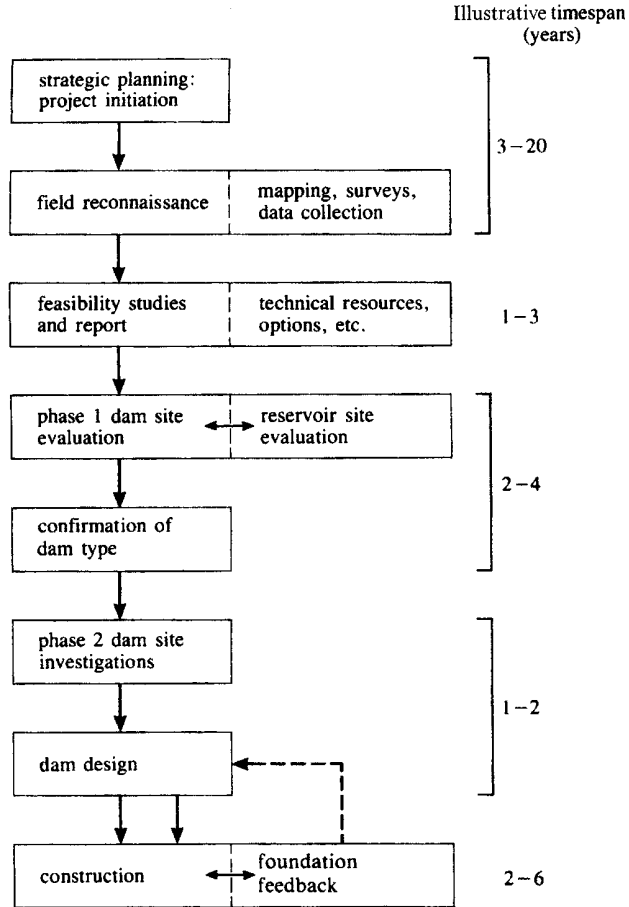 Illustrative timespan
(years)
strategic planning:
project initiation
3-20
field reconnaissance
mapping, surveys,
data collection
feasibility studies
and report
technical resources,
options, etc.
1-3
phase 1 dam site
evaluation
reservoir site
evaluation
2-4
confirmation of
dam type
phase 2 dam site
investigations
1-2
dam design
construction
foundation
feedback
2-6